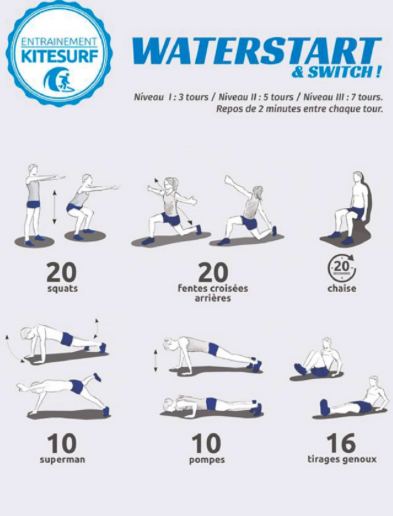 ENTRAINEMENT
KITESURF
WATERSTART
& SWITCH !
Niveau I : 3 tours / Niveau II : 5 tours / Niveau III : 7 tours.
Repos de 2 minutes entre chaque tour.
20
squats
20
fentes croisées
arrières
20
chaise
10
superman
10
pompes
16
tirages genoux